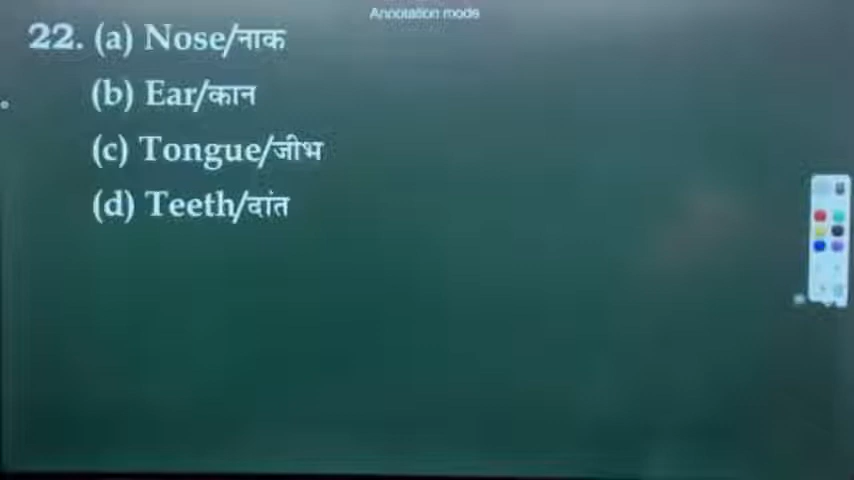 Annotation mode
22. (a) Nose/नाक
(b) Ear/कान
(c) Tongue/जीभ
(d) Teeth/दांत